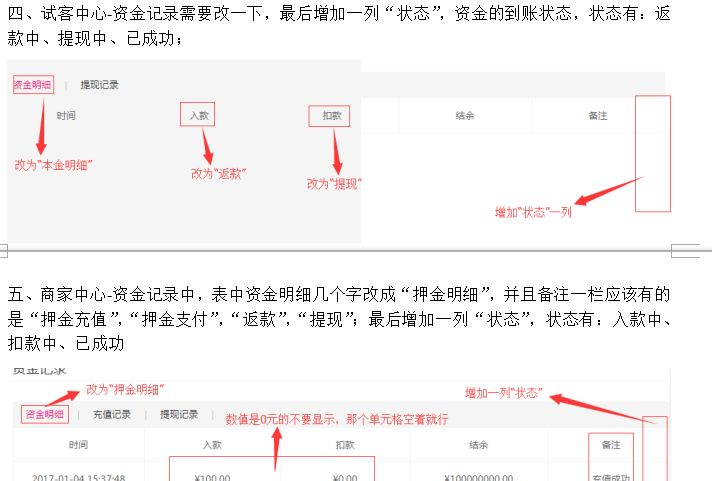 四、试客中心-资金记录需要改一下，最后增加一列“状态”，资金的到账状态，状态有：返
款中、提现中、已成功；
资金明细 | 提现记录
时间 入款 扣款 结余 备注
改为“本金明细”
改为“返款”
改为“提现”
增加“状态”一列
五、商家中心-资金记录中，表中资金明细几个字改成“押金明细”，并且备注一栏应该有的
是“押金充值”，“押金支付”，“返款”，“提现”；最后增加一列“状态”，状态有：入款中、
扣款中、已成功
资金记录
改为“押金明细”
增加一列“状态”
资金明细 | 充值记录 | 提现记录
数值是0元的不要显示，那个单元格空着就行
时间 入款 扣款 结余 备注
2017-01-04 15:37:48 ¥100.00 ¥0.00 ¥100000000.00 充值成功